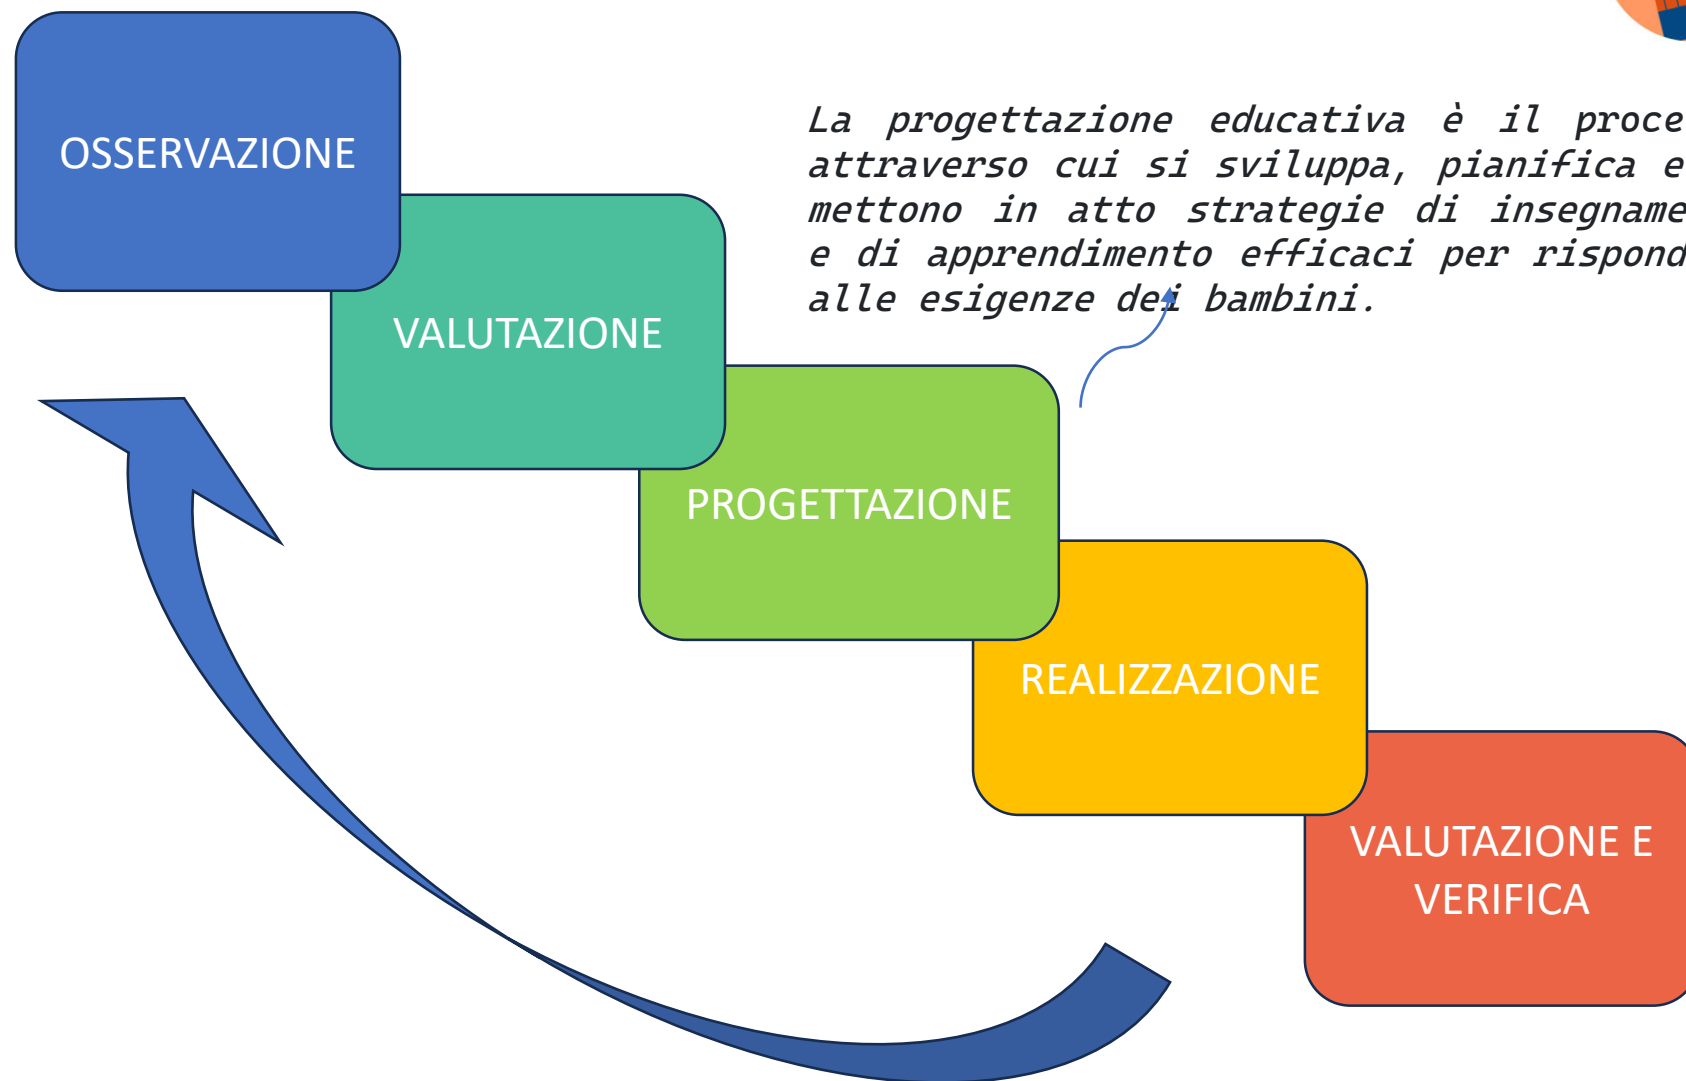 OSSERVAZIONE
La progettazione educativa è il proce
attraverso cui si sviluppa, pianifica e
mettono in atto strategie di insegname
e di apprendimento efficaci per rispond
alle esigenze dei bambini.
VALUTAZIONE
PROGETTAZIONE
REALIZZAZIONE
VALUTAZIONE E
VERIFICA